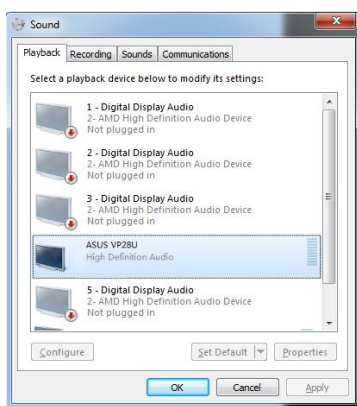 Sound
Playback Recording Sounds Communications
Select a playback device below to modify its settings:
1 - Digital Display Audio
2- AMD High Definition Audio Device
Not plugged in
2 - Digital Display Audio
2- AMD High Definition Audio Device
Not plugged in
3 - Digital Display Audio
2- AMD High Definition Audio Device
Not plugged in
ASUS VP28U
High Definition Audio
5 - Digital Display Audio
2- AMD High Definition Audio Device
Not plugged in
Configure Set Default Properties
OK Cancel Apply